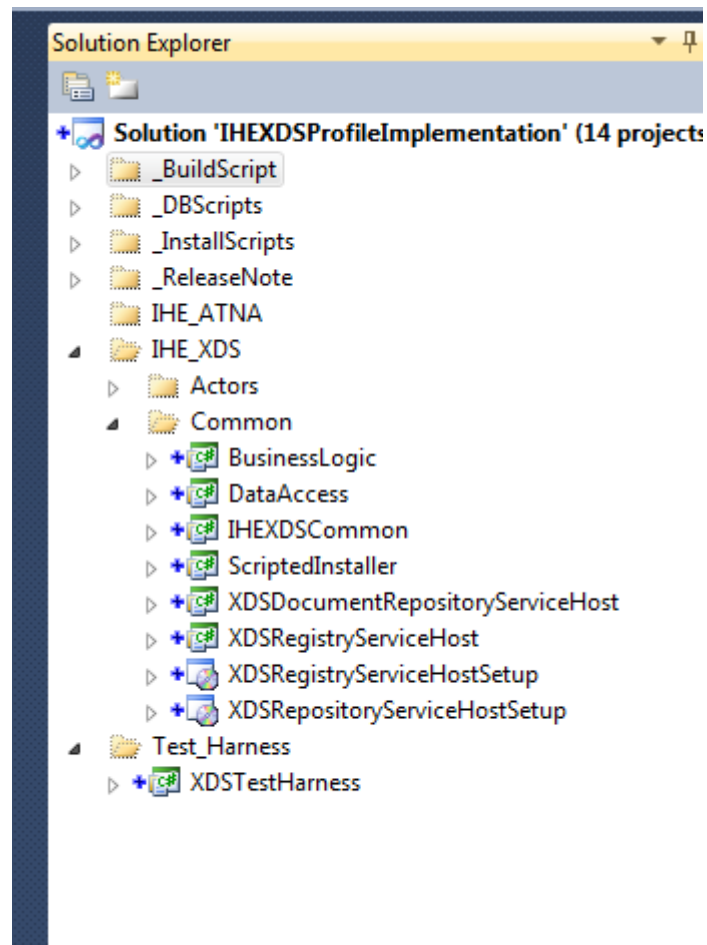 Solution Explorer
Solution 'IHEXDSProfileImplementation' (14 projects
_BuildScript
_DBScripts
_InstallScripts
_ReleaseNote
IHE_ATNA
IHE_XDS
Actors
Common
BusinessLogic
DataAccess
IHEXDSCommon
ScriptedInstaller
XDSDocumentRepositoryServiceHost
XDSRegistryServiceHost
XDSRegistryServiceHostSetup
XDSRepositoryServiceHostSetup
Test_Harness
XDSTestHarness